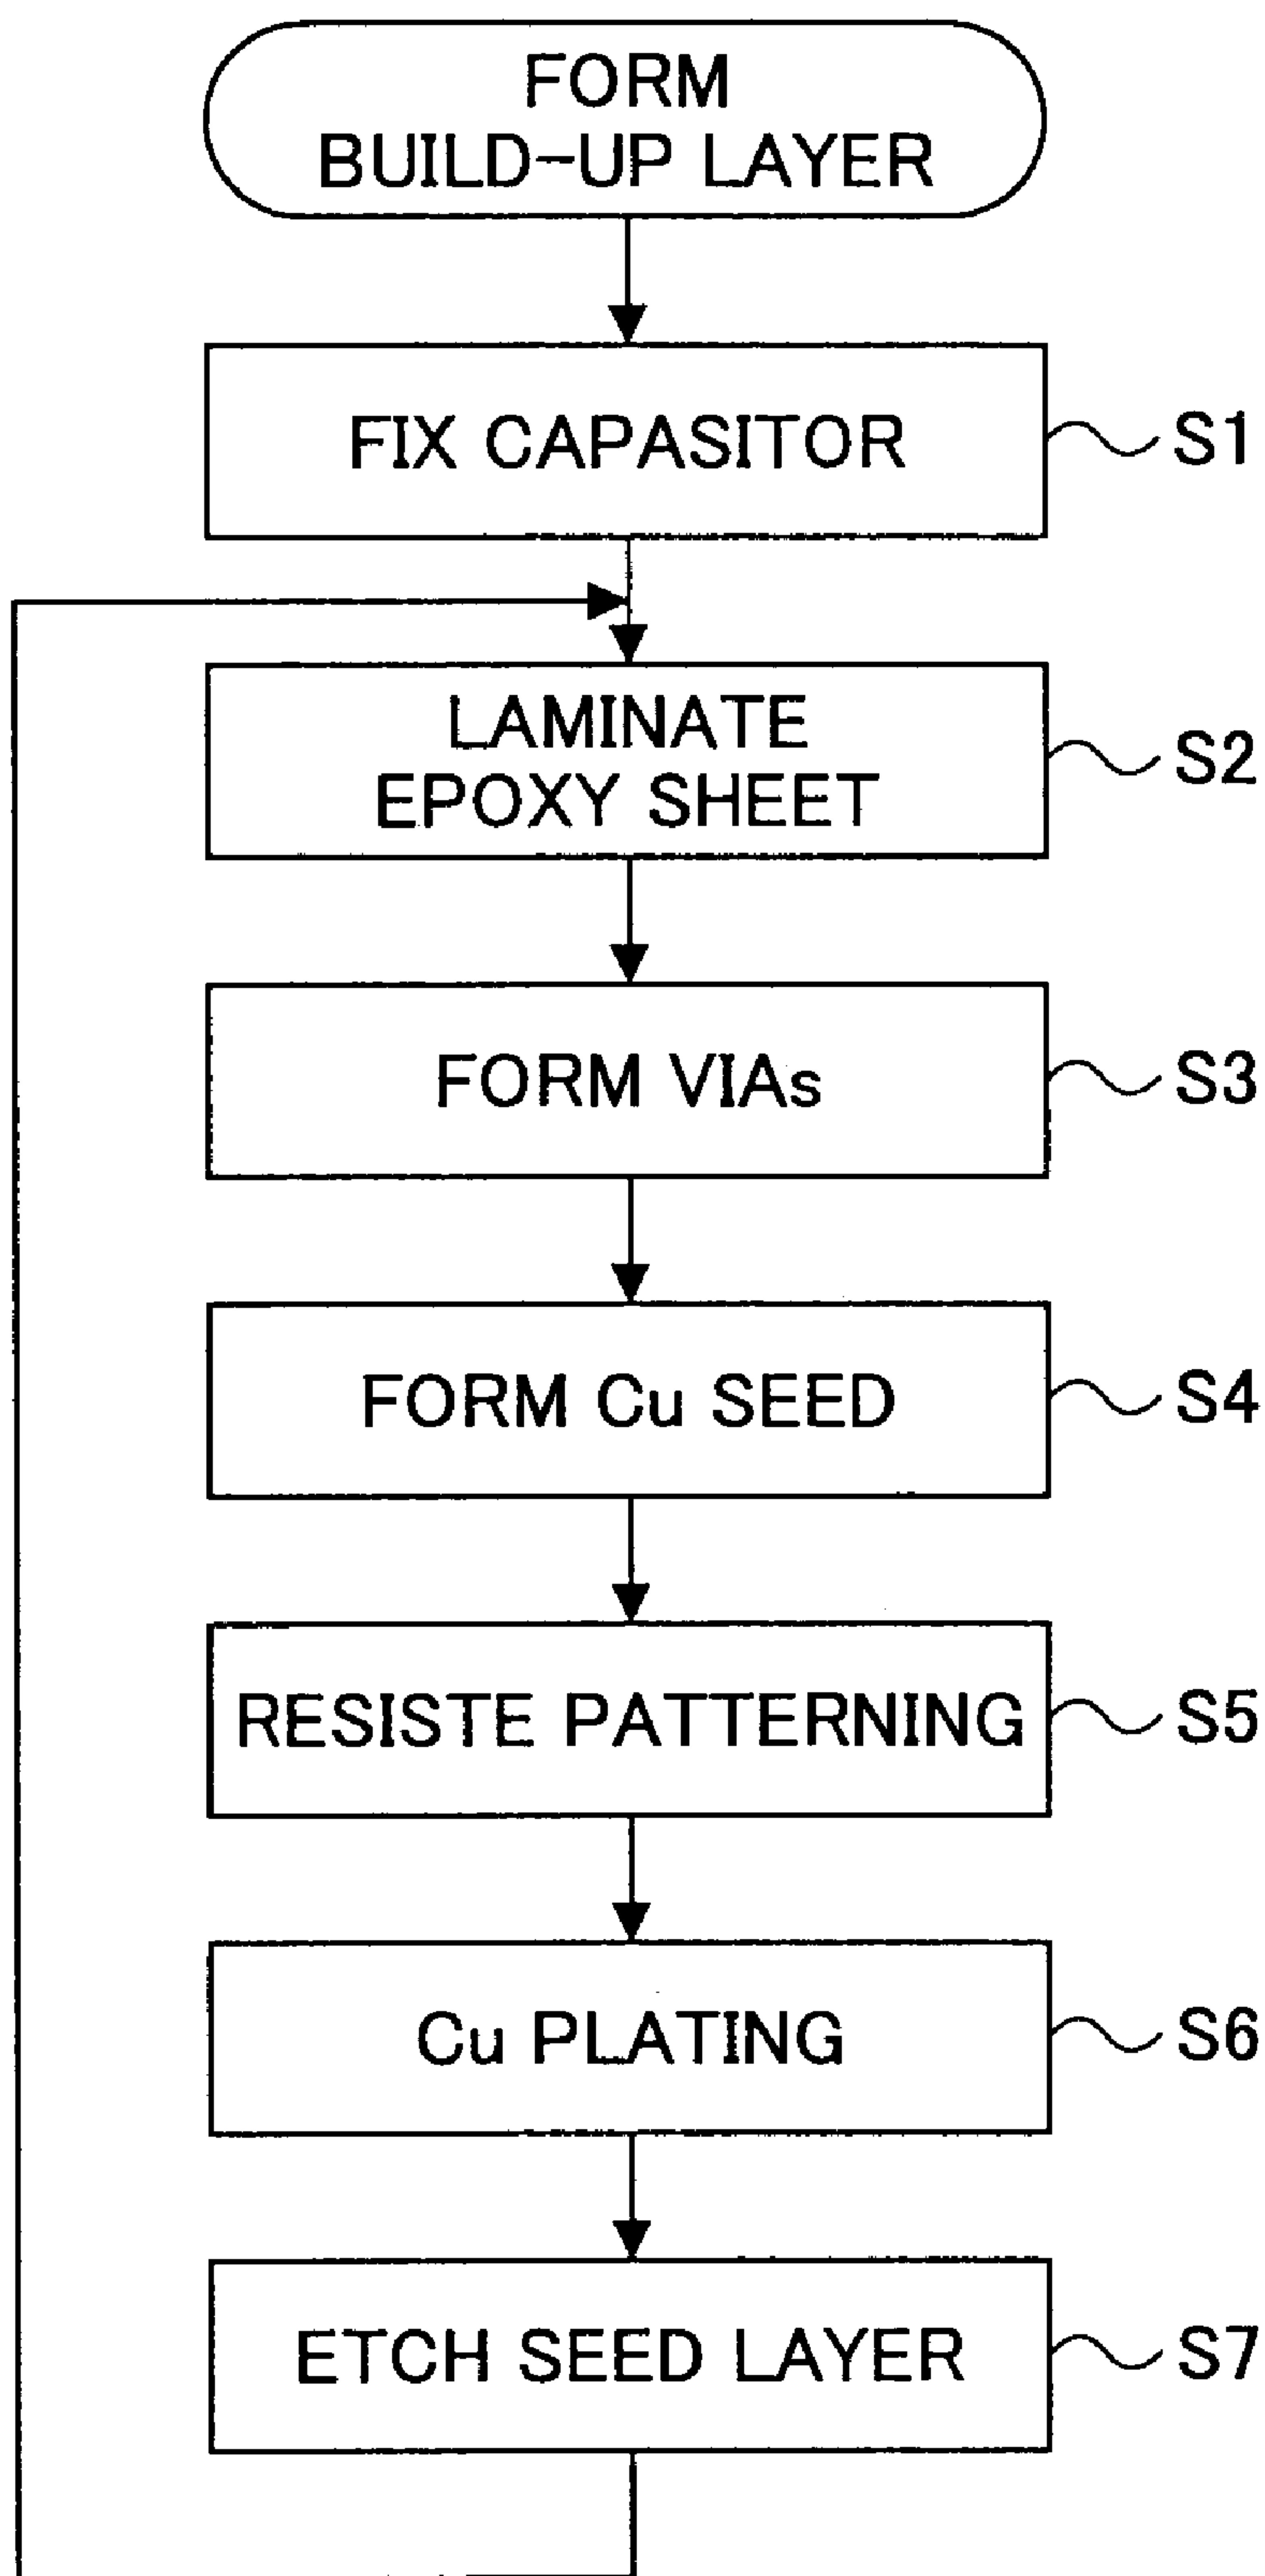 FORM
BUILD-UP LAYER
FIX CAPASITOR
S1
LAMINATE
EPOXY SHEET
S2
FORM VIAs
S3
FORM Cu SEED
S4
RESISTE PATTERNING
S5
Cu PLATING
S6
ETCH SEED LAYER
S7